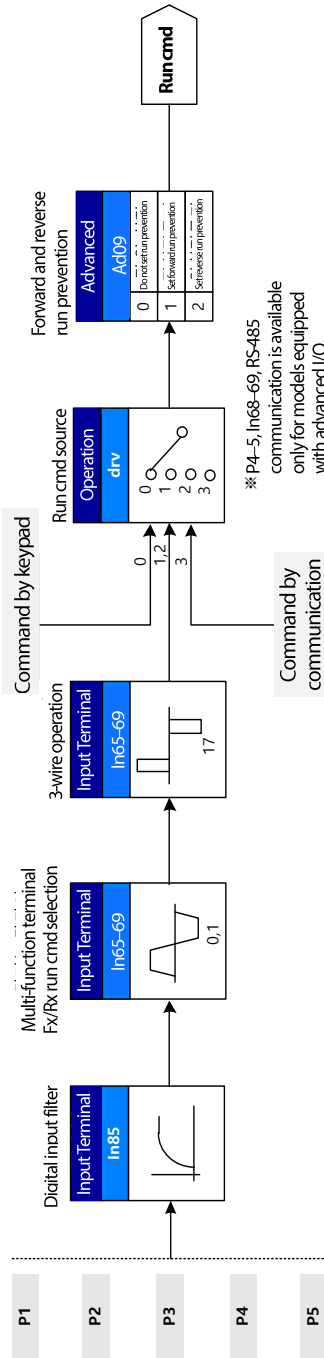 P1
P2
P3
P4
P5
Digital input filter
Input Terminal
In85
Multi-function terminal
Fx/Rx run cmd selection
Input Terminal
In65–69
0,1
3-wire operation
Input Terminal
In65–69
17
Command by keypad
0
1,2
3
Command by
communication
Run cmd source
Operation
drv
0
1
2
3
Forward and reverse
run prevention
Advanced
Ad09
0
Do not set run prevention
1
Set forward run prevention
2
Set reverse run prevention
Run cmd
※ P4–5, In68–69, RS-485
communication is available
only for models equipped
with advanced I/O